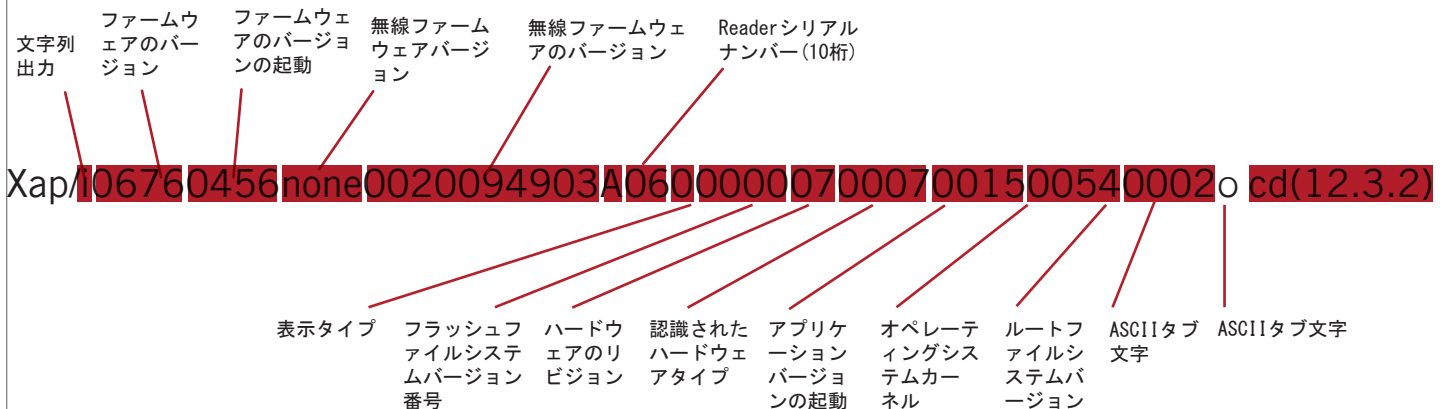 文字列
出力
ファームウ
ェアのバー
ジョン
ファームウェ
アのバージョ
ンの起動
無線ファーム
ウェアバージ
ョン
無線ファームウェ
アのバージョン
Readerシリアル
ナンバー(10桁)
Xap/i06760456none0020094903A06000000700070015005400020 cd(12.3.2)
表示タイプ
フラッシュフ
ァイルシステ
ムバージョン
番号
ハードウ
ェアのリ
ビジョン
認識された
ハードウェ
アタイプ
アプリケ
ーション
バージョ
ンの起動
オペレーテ
ィングシス
テムカー
ネル
ルートフ
ァイルシ
ステムバ
ージョン
ASCIIタブ
文字
ASCIIタブ文字